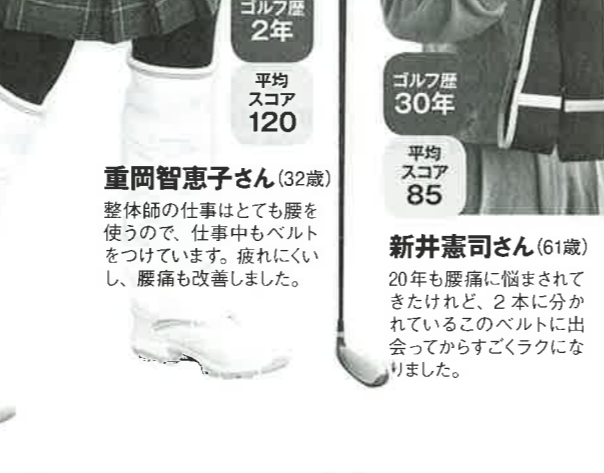 ゴルフ歴
2年
平均
スコア
120
重岡智恵子さん(32歳)
整体師の仕事はとても腰を
使うので、仕事中もベルト
をつけています。疲れにくい
し、腰痛も改善しました。
ゴルフ歴
30年
平均
スコア
85
新井憲司さん(61歳)
20年も腰痛に悩まされて
きたけれど、2本に分か
れているこのベルトに出
会ってからすごくラクにな
りました。